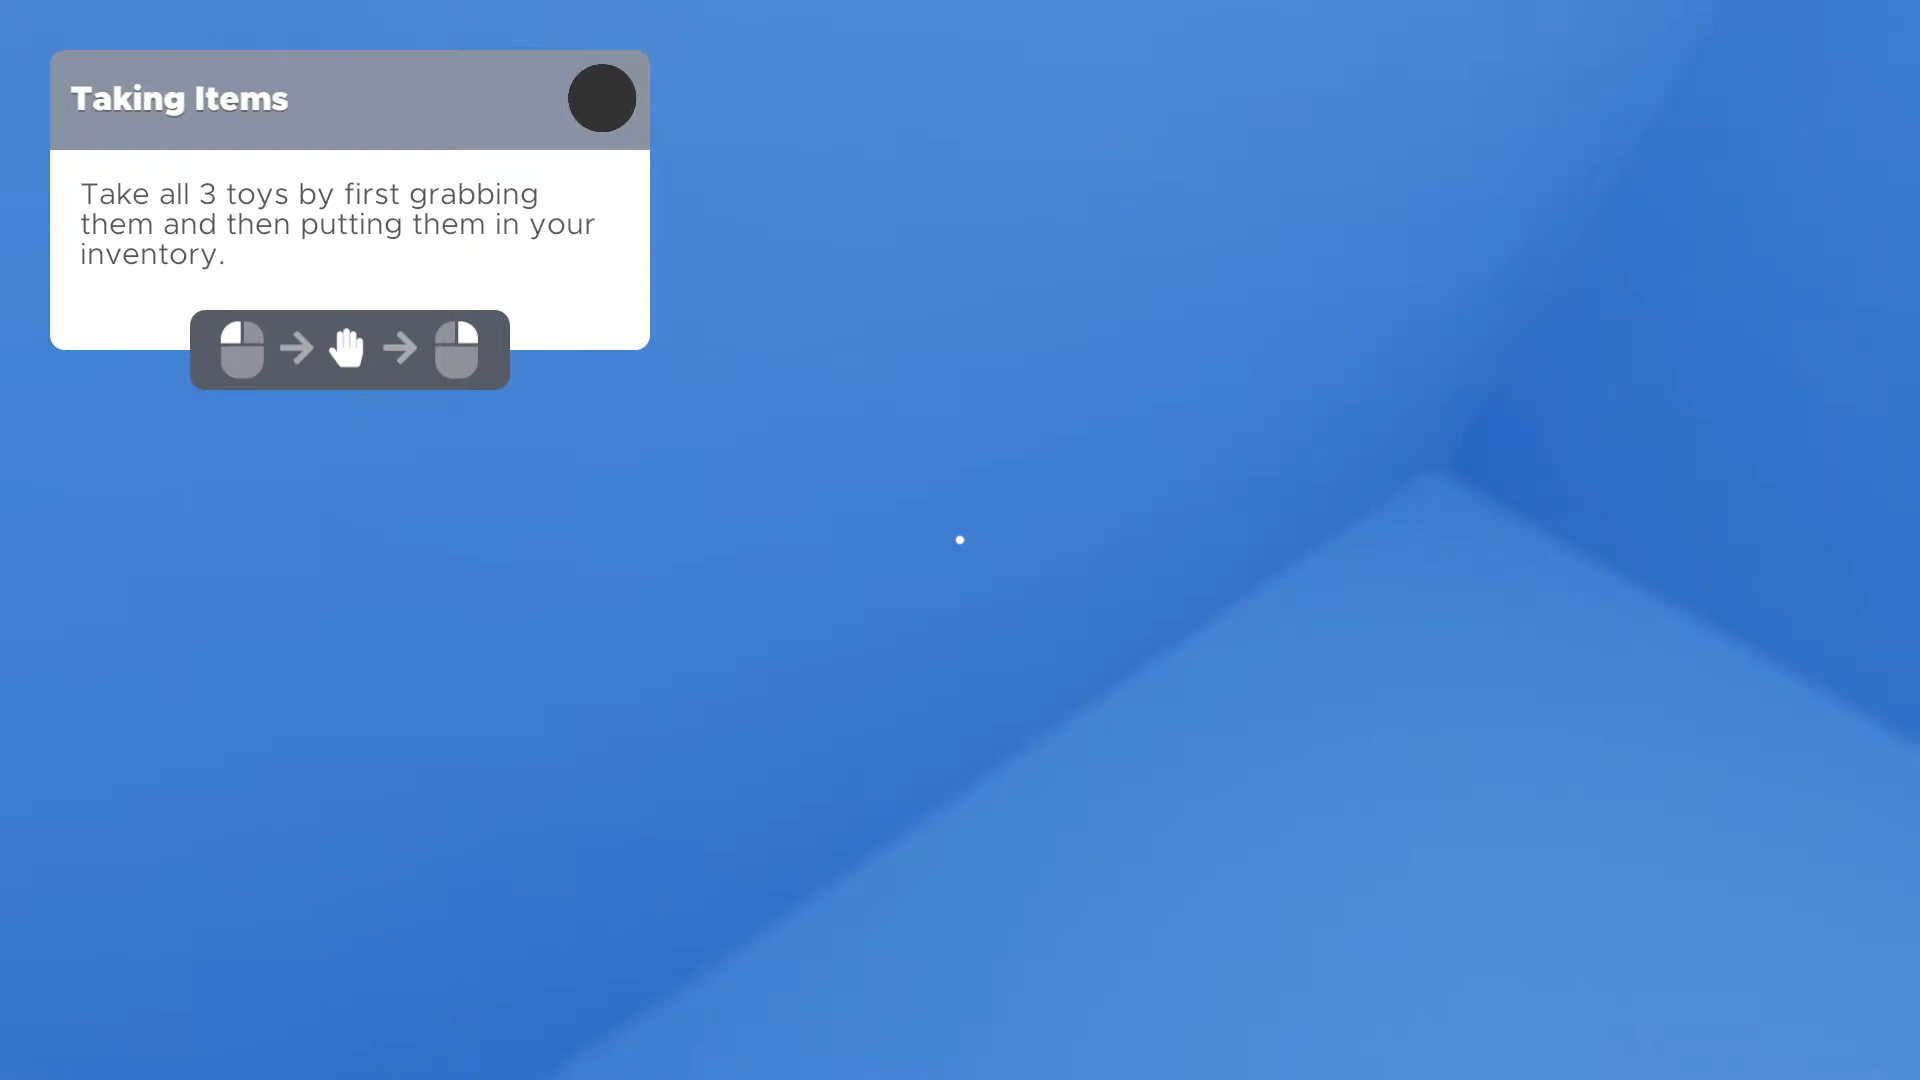 Taking Items
Take all 3 toys by first grabbing
them and then putting them in your
inventory.